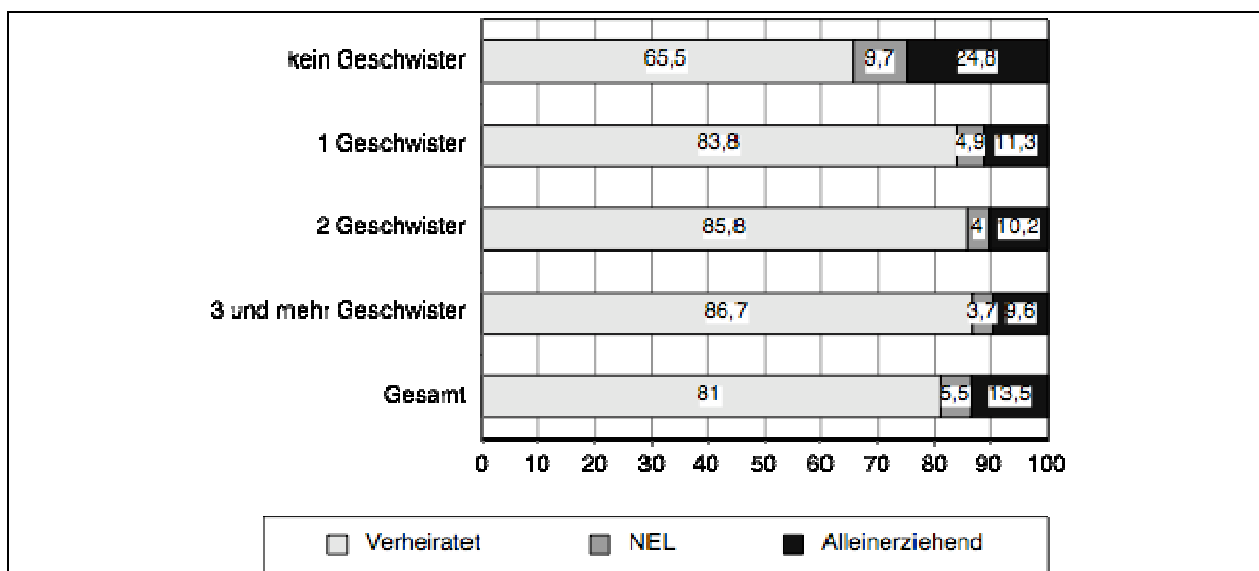 kein Geschwister 65,5 9,7 24,8
1 Geschwister 83,8 4,9 11,3
2 Geschwister 85,8 4 10,2
3 und mehr Geschwister 86,7 3,7 9,6
Gesamt 81 5,5 13,5
0 10 20 30 40 50 60 70 80 90 100
Verheiratet NEL Alleinerziehend